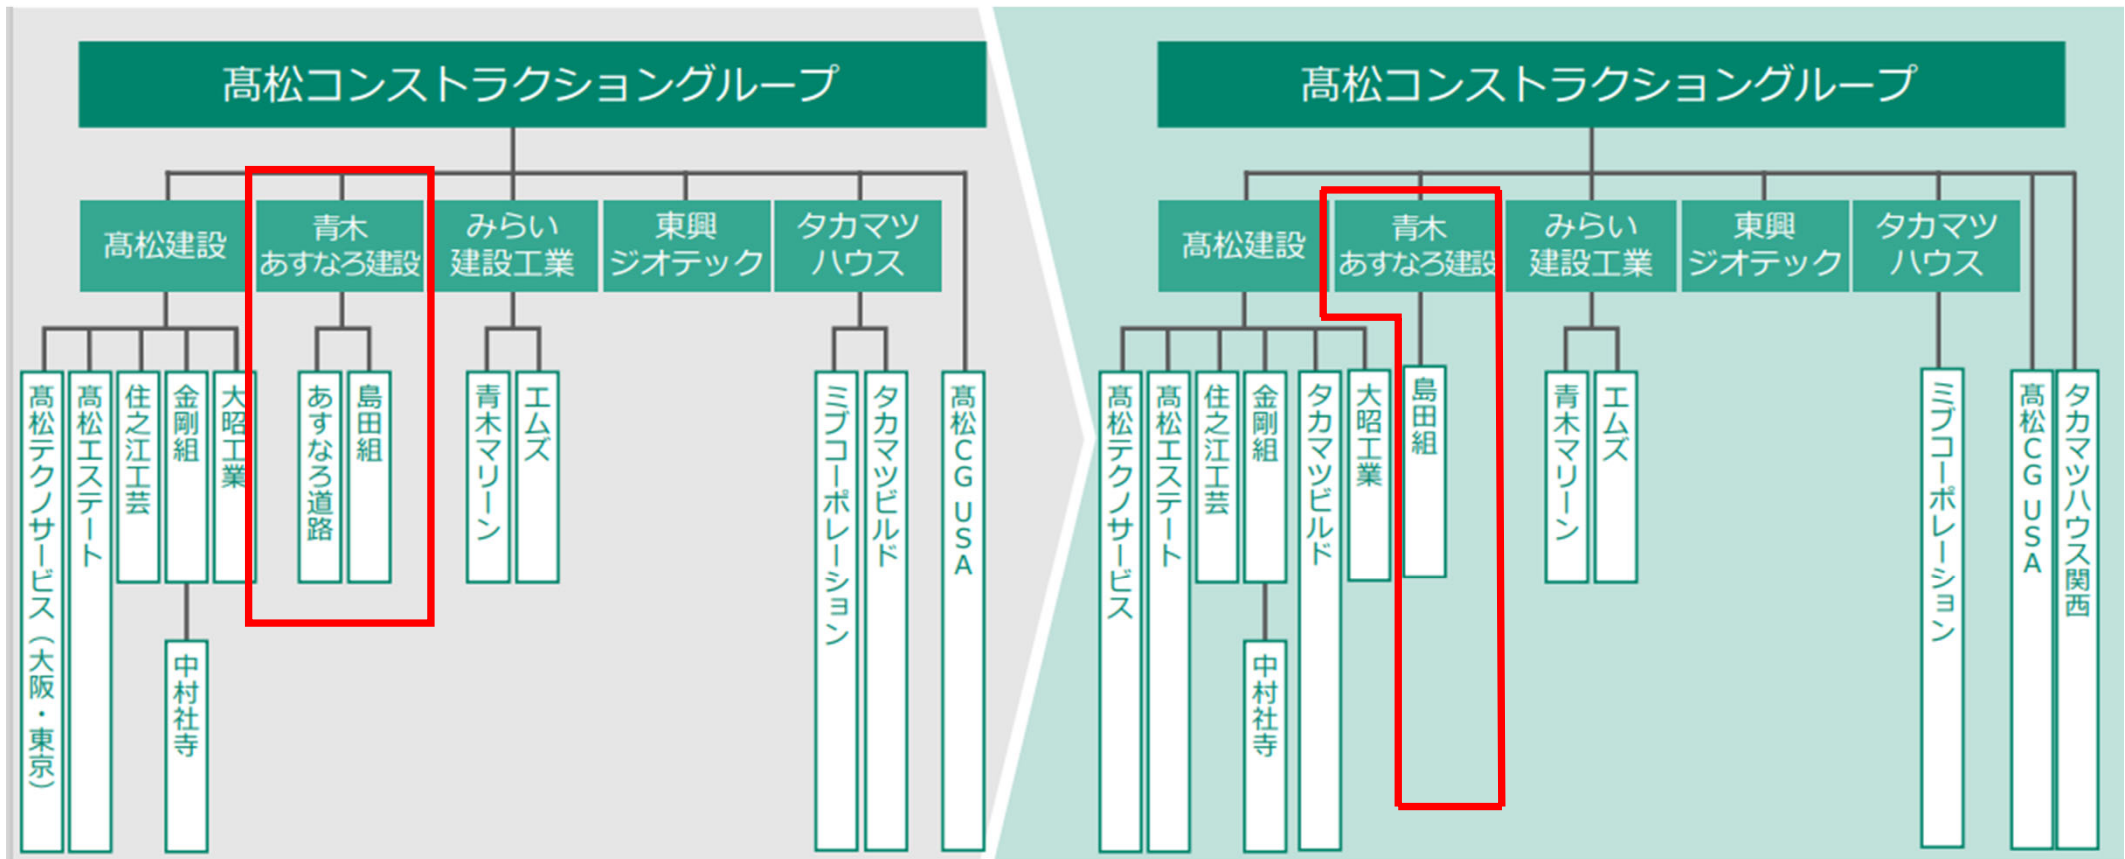 髙松コンストラクショングループ
髙松建設
青木
あすなろ建設
みらい
建設工業
東興
ジオテック
タカマツ
ハウス
髙松テクノサービス（大阪・東京）
髙松エステート
住之江工芸
金剛組
大昭工業
あすなろ道路
島田組
青木マリーン
エムズ
ミブコーポレーション
タカマツビルド
髙松CG USA
中村社寺
髙松コンストラクショングループ
髙松建設
青木
あすなろ建設
みらい
建設工業
東興
ジオテック
タカマツ
ハウス
髙松テクノサービス
髙松エステート
住之江工芸
金剛組
タカマツビルド
大昭工業
島田組
青木マリーン
エムズ
ミブコーポレーション
髙松CG USA
タカマツハウス関西
中村社寺